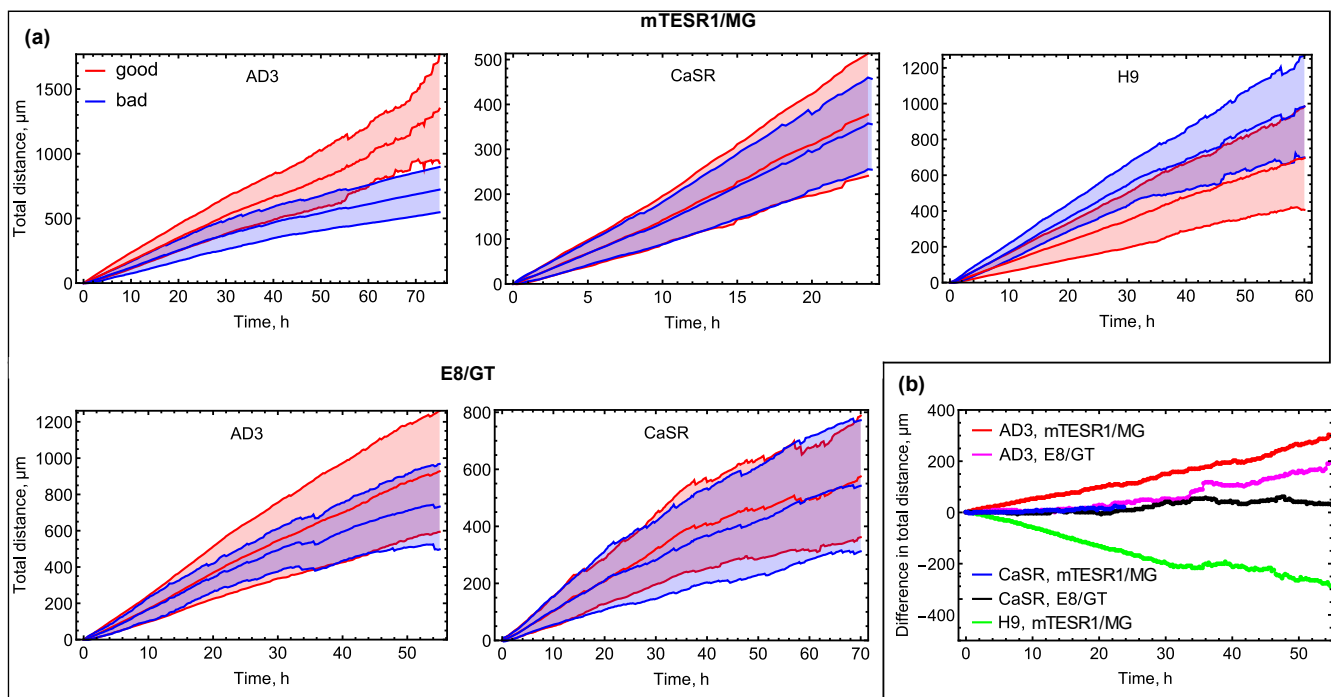 mTESR1/MG
(a)
good
bad
AD3
Total distance, μm
1500
1000
500
0
0 10 20 30 40 50 60 70
Time, h
CaSR
500
400
300
200
100
0
0 5 10 15 20
Time, h
H9
1200
1000
800
600
400
200
0
0 10 20 30 40 50 60
Time, h
E8/GT
AD3
Total distance, μm
1200
1000
800
600
400
200
0
0 10 20 30 40 50
Time, h
CaSR
800
600
400
200
0
0 10 20 30 40 50 60 70
Time, h
(b)
Difference in total distance, μm
400
200
0
−200
−400
AD3, mTESR1/MG
AD3, E8/GT
CaSR, mTESR1/MG
CaSR, E8/GT
H9, mTESR1/MG
0 10 20 30 40 50
Time, h